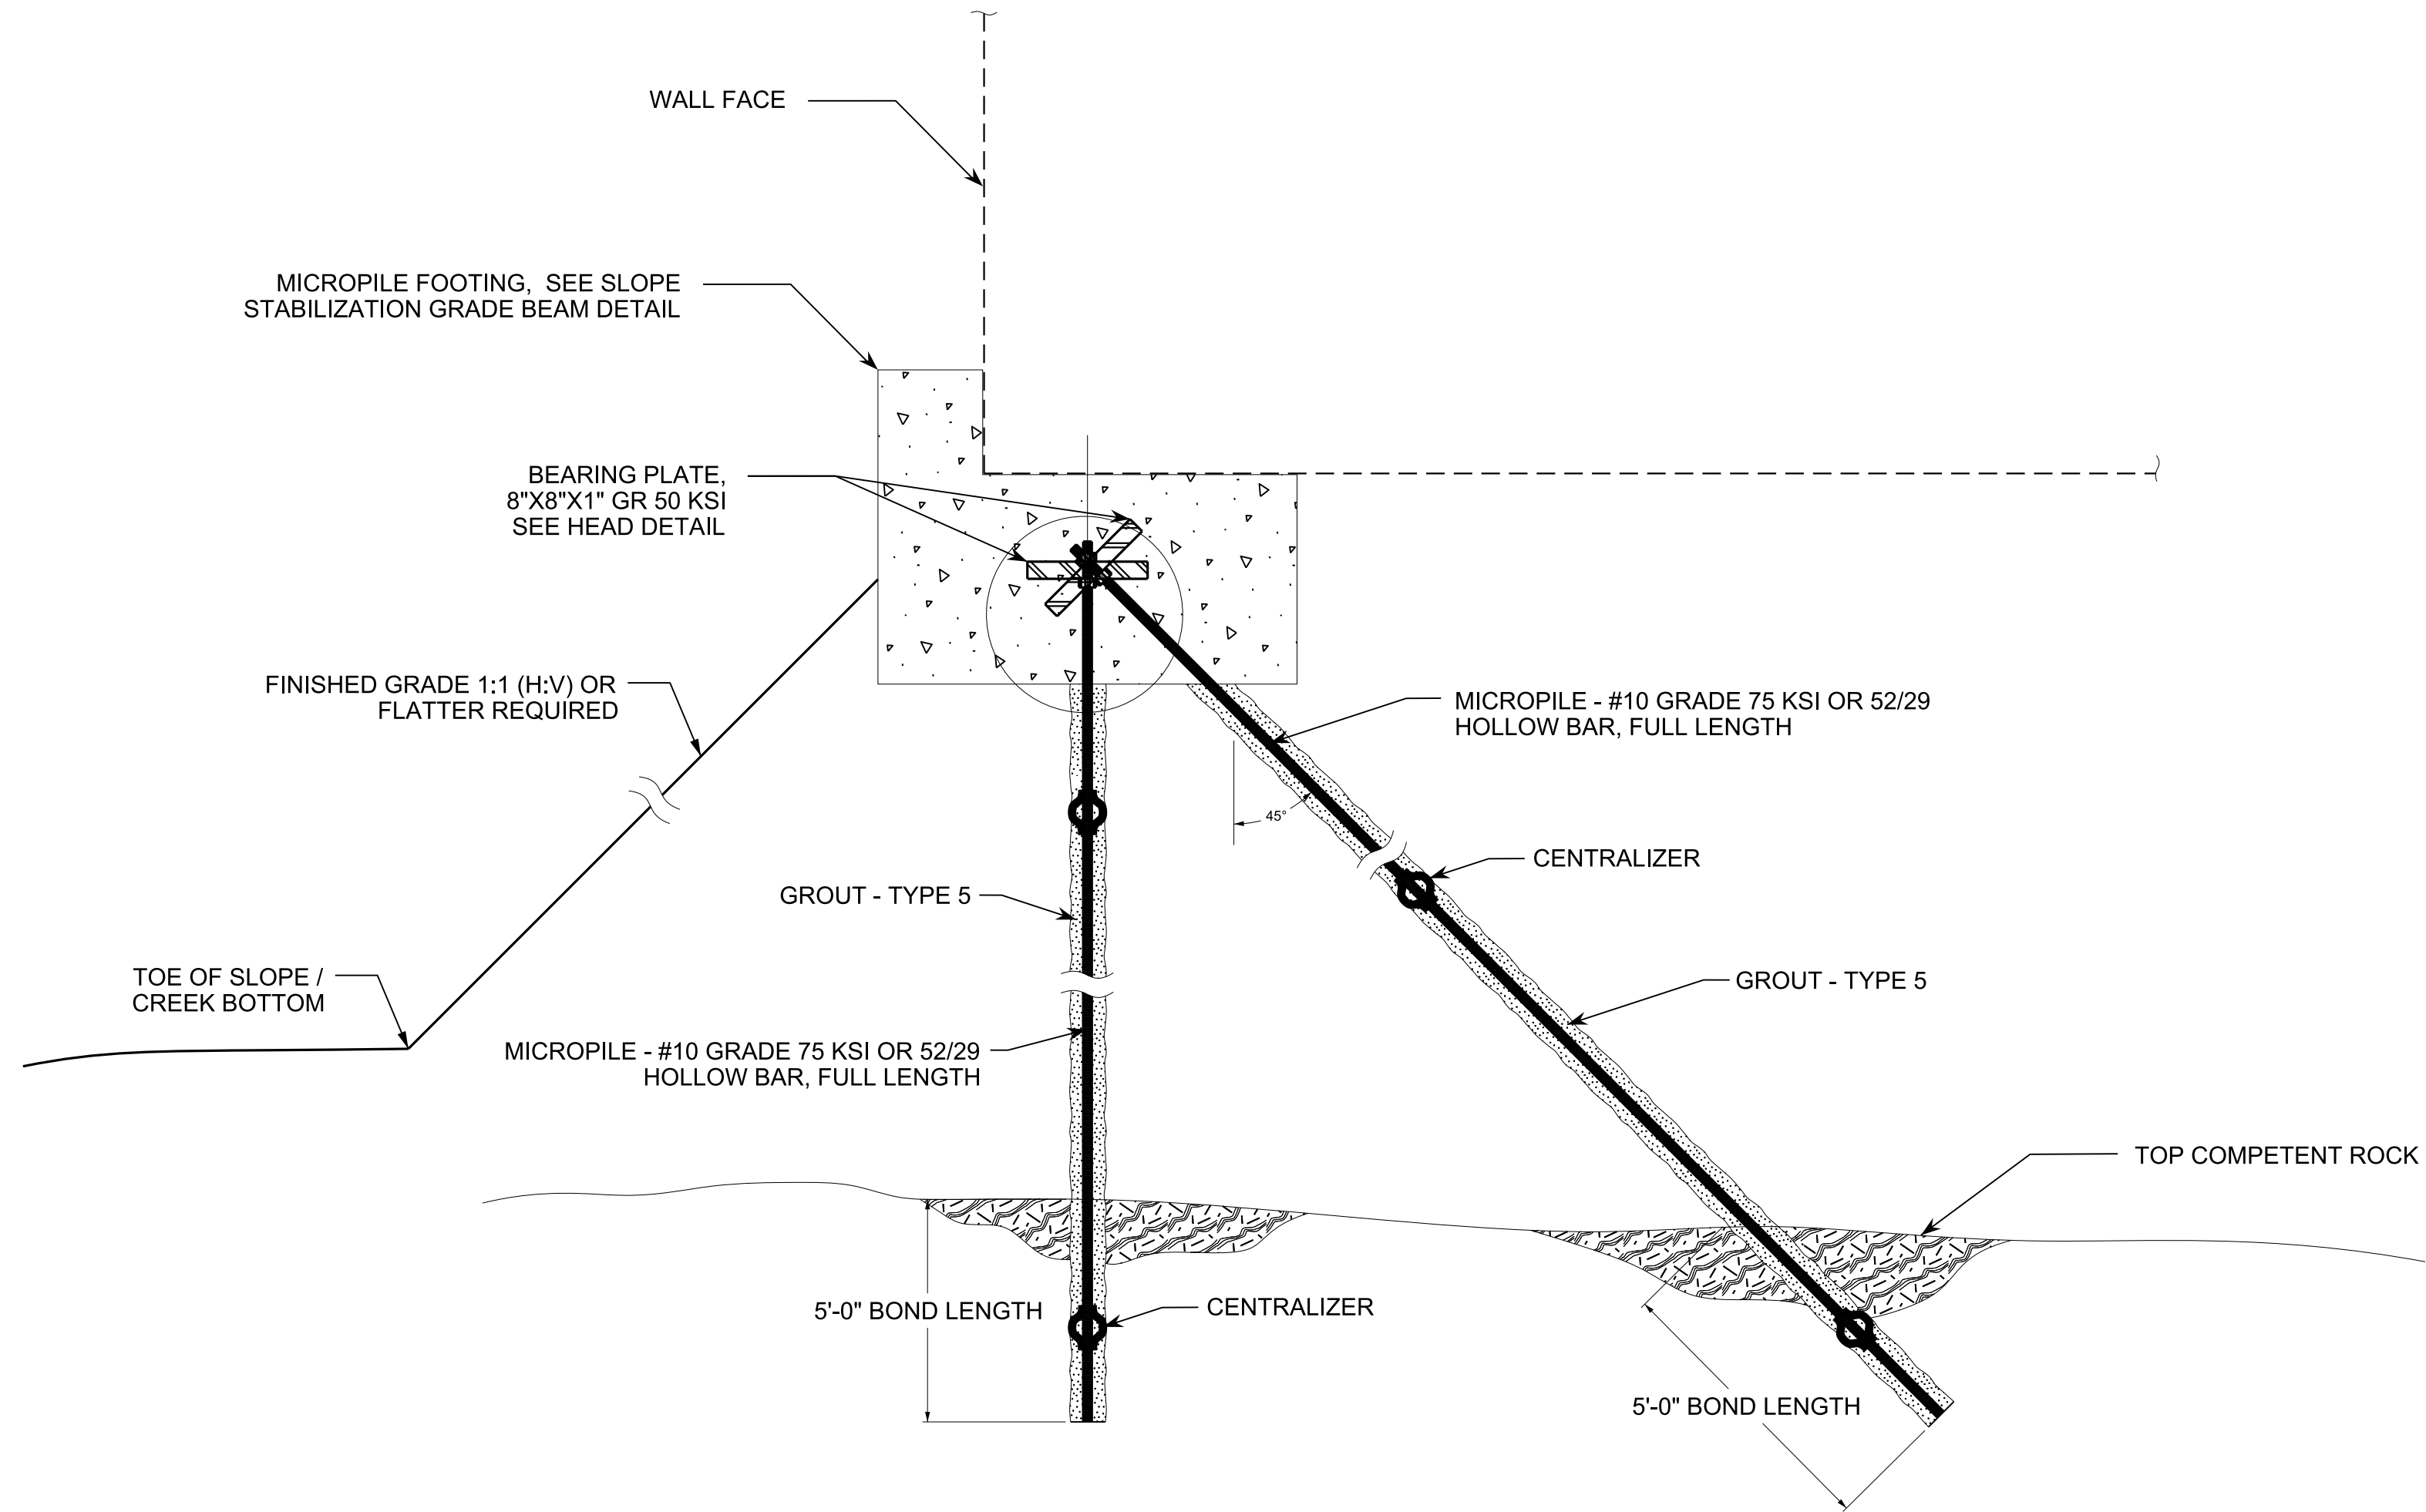 WALL FACE
MICROPILE FOOTING,  SEE SLOPE
STABILIZATION GRADE BEAM DETAIL
BEARING PLATE,
8"X8"X1" GR 50 KSI
SEE HEAD DETAIL
FINISHED GRADE 1:1 (H:V) OR
FLATTER REQUIRED
MICROPILE - #10 GRADE 75 KSI OR 52/29
HOLLOW BAR, FULL LENGTH
45°
CENTRALIZER
GROUT - TYPE 5
TOE OF SLOPE /
CREEK BOTTOM
GROUT - TYPE 5
MICROPILE - #10 GRADE 75 KSI OR 52/29
HOLLOW BAR, FULL LENGTH
TOP COMPETENT ROCK
5'-0" BOND LENGTH
CENTRALIZER
5'-0" BOND LENGTH